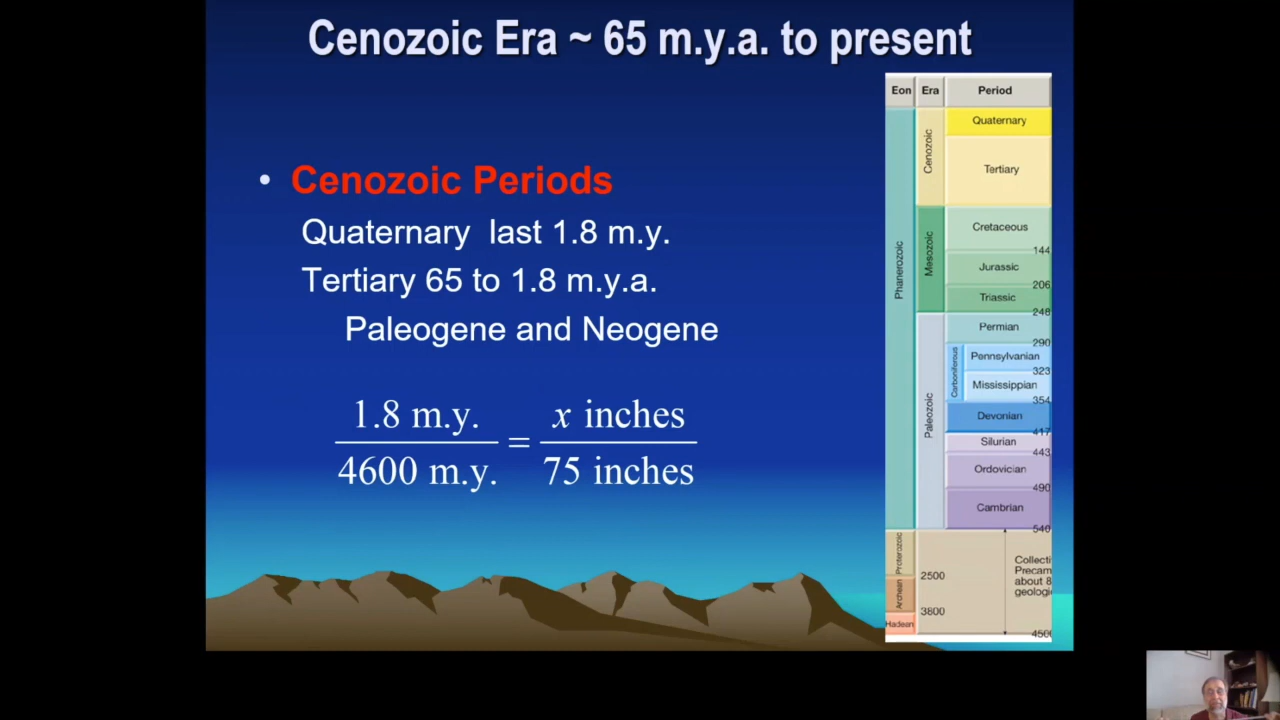 Cenozoic Era ~ 65 m.y.a. to present
• Cenozoic Periods
Quaternary last 1.8 m.y.
Tertiary 65 to 1.8 m.y.a.
Paleogene and Neogene
1.8 m.y. / 4600 m.y. = x inches / 75 inches
Eon Era Period
Phanerozoic
Cenozoic
Quaternary
Tertiary
Mesozoic
Cretaceous
144
Jurassic
206
Triassic
248
Paleozoic
Permian
290
Carboniferous
Pennsylvanian
323
Mississippian
354
Devonian
417
Silurian
443
Ordovician
490
Cambrian
540
Proterozoic
2500
Archean
3800
Hadean
Collecti
Precam
about 8
geologi
450